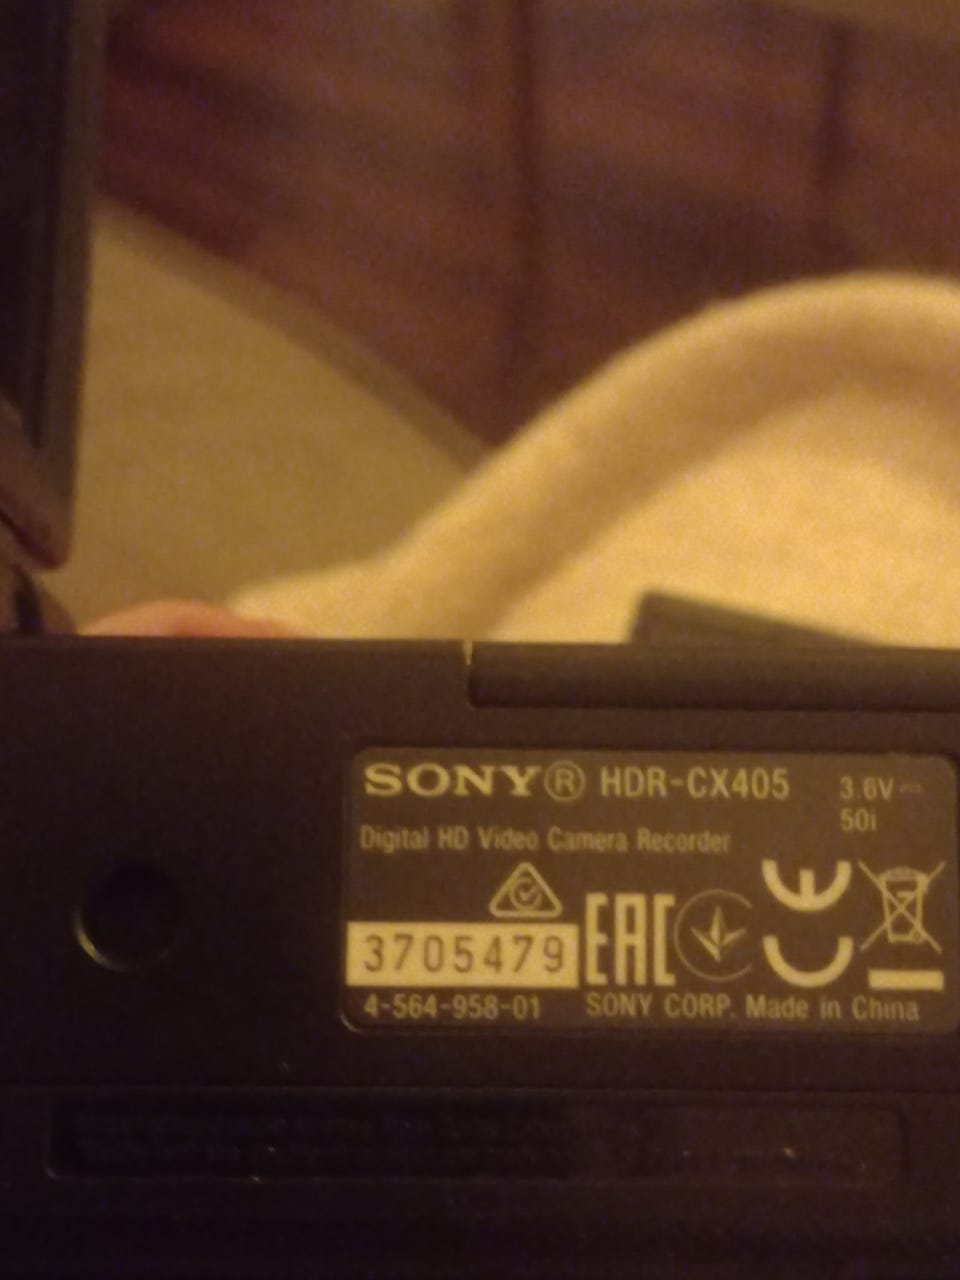 SONY® HDR-CX405 3.6V
50i
Digital HD Video Camera Recorder
EAC CE
3705479
4-564-958-01 SONY CORP. Made in China